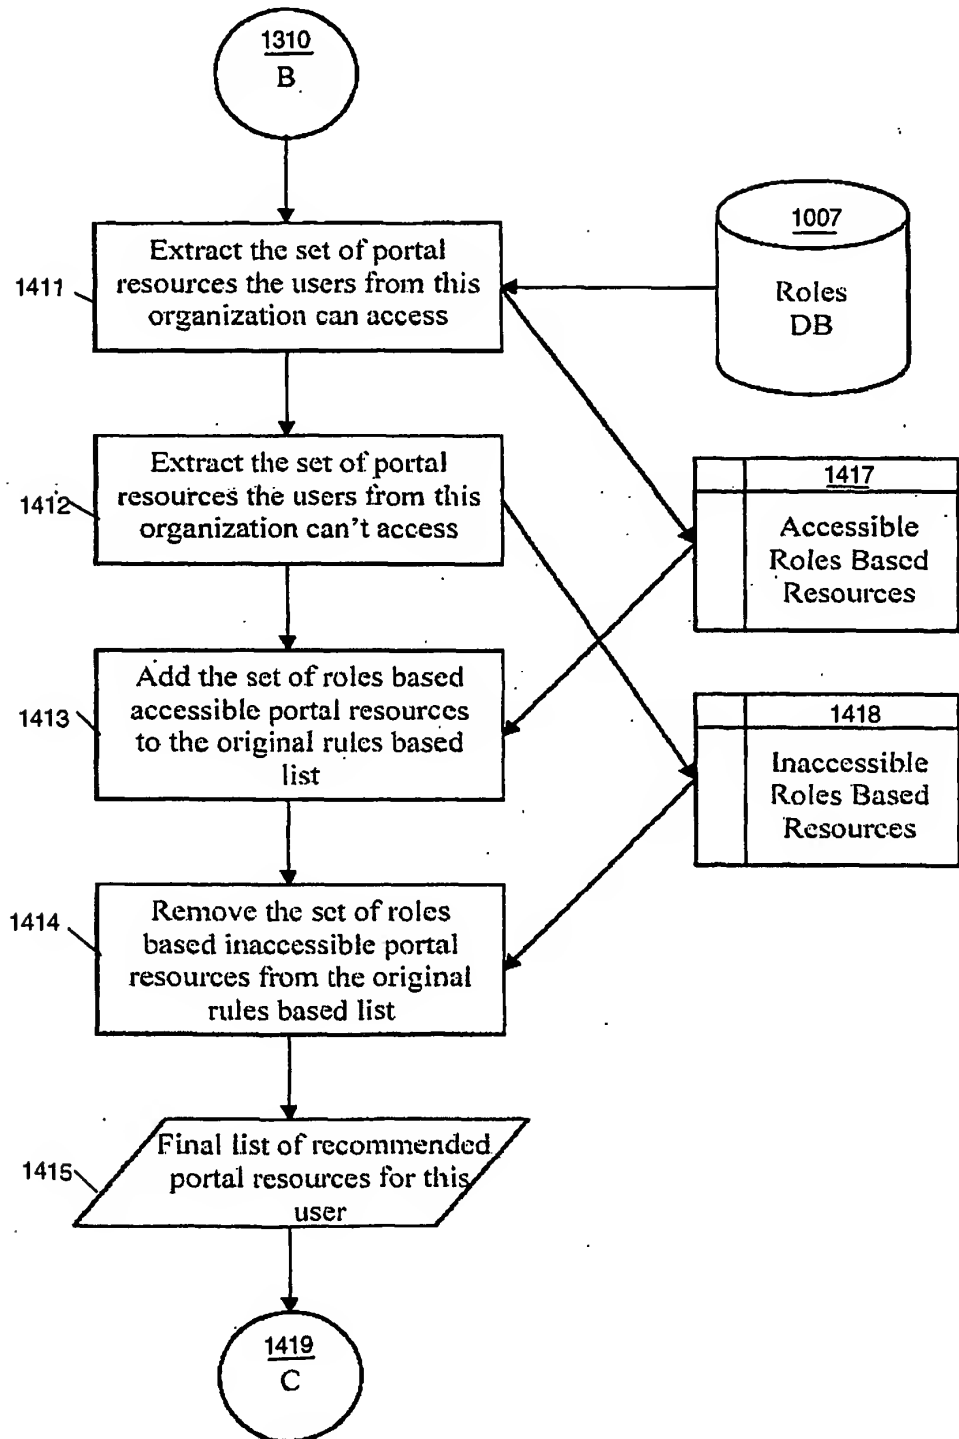 1310
B
1411
Extract the set of portal
resources the users from this
organization can access
1007
Roles
DB
1412
Extract the set of portal
resources the users from this
organization can't access
1417
Accessible
Roles Based
Resources
1413
Add the set of roles based
accessible portal resources
to the original rules based
list
1418
Inaccessible
Roles Based
Resources
1414
Remove the set of roles
based inaccessible portal
resources from the original
rules based list
1415
Final list of recommended
portal resources for this
user
1419
C